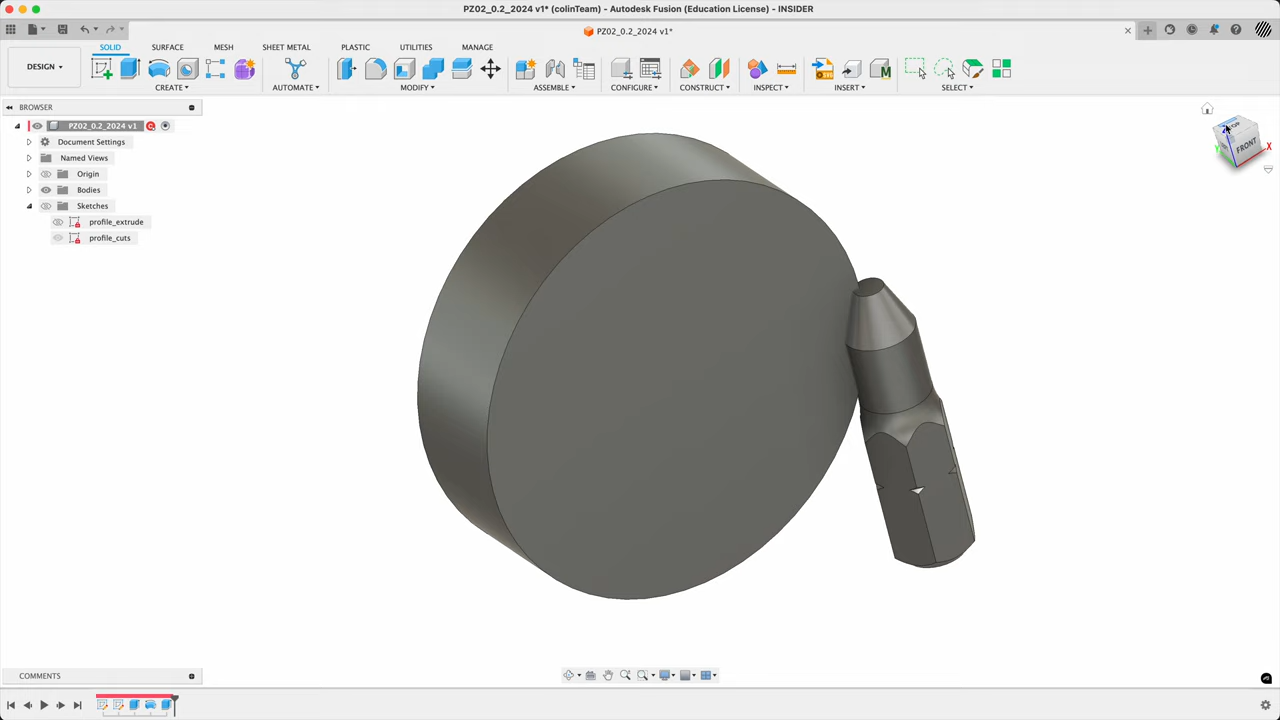 PZ02_0.2_2024 v1* (colinTeam) - Autodesk Fusion (Education License) - INSIDER
PZ02_0.2_2024 v1*
SOLID SURFACE MESH SHEET METAL PLASTIC UTILITIES MANAGE
DESIGN
CREATE AUTOMATE MODIFY ASSEMBLE CONFIGURE CONSTRUCT INSPECT INSERT SELECT
BROWSER
PZ02_0.2_2024 v1
Document Settings
Named Views
Origin
Bodies
Sketches
profile_extrude
profile_cuts
FRONT
X
Y
COMMENTS